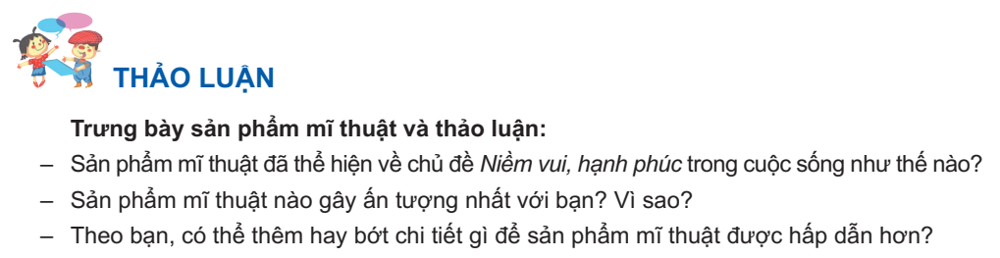 THẢO LUẬN
Trưng bày sản phẩm mĩ thuật và thảo luận:
– Sản phẩm mĩ thuật đã thể hiện về chủ đề Niềm vui, hạnh phúc trong cuộc sống như thế nào?
– Sản phẩm mĩ thuật nào gây ấn tượng nhất với bạn? Vì sao?
– Theo bạn, có thể thêm hay bớt chi tiết gì để sản phẩm mĩ thuật được hấp dẫn hơn?